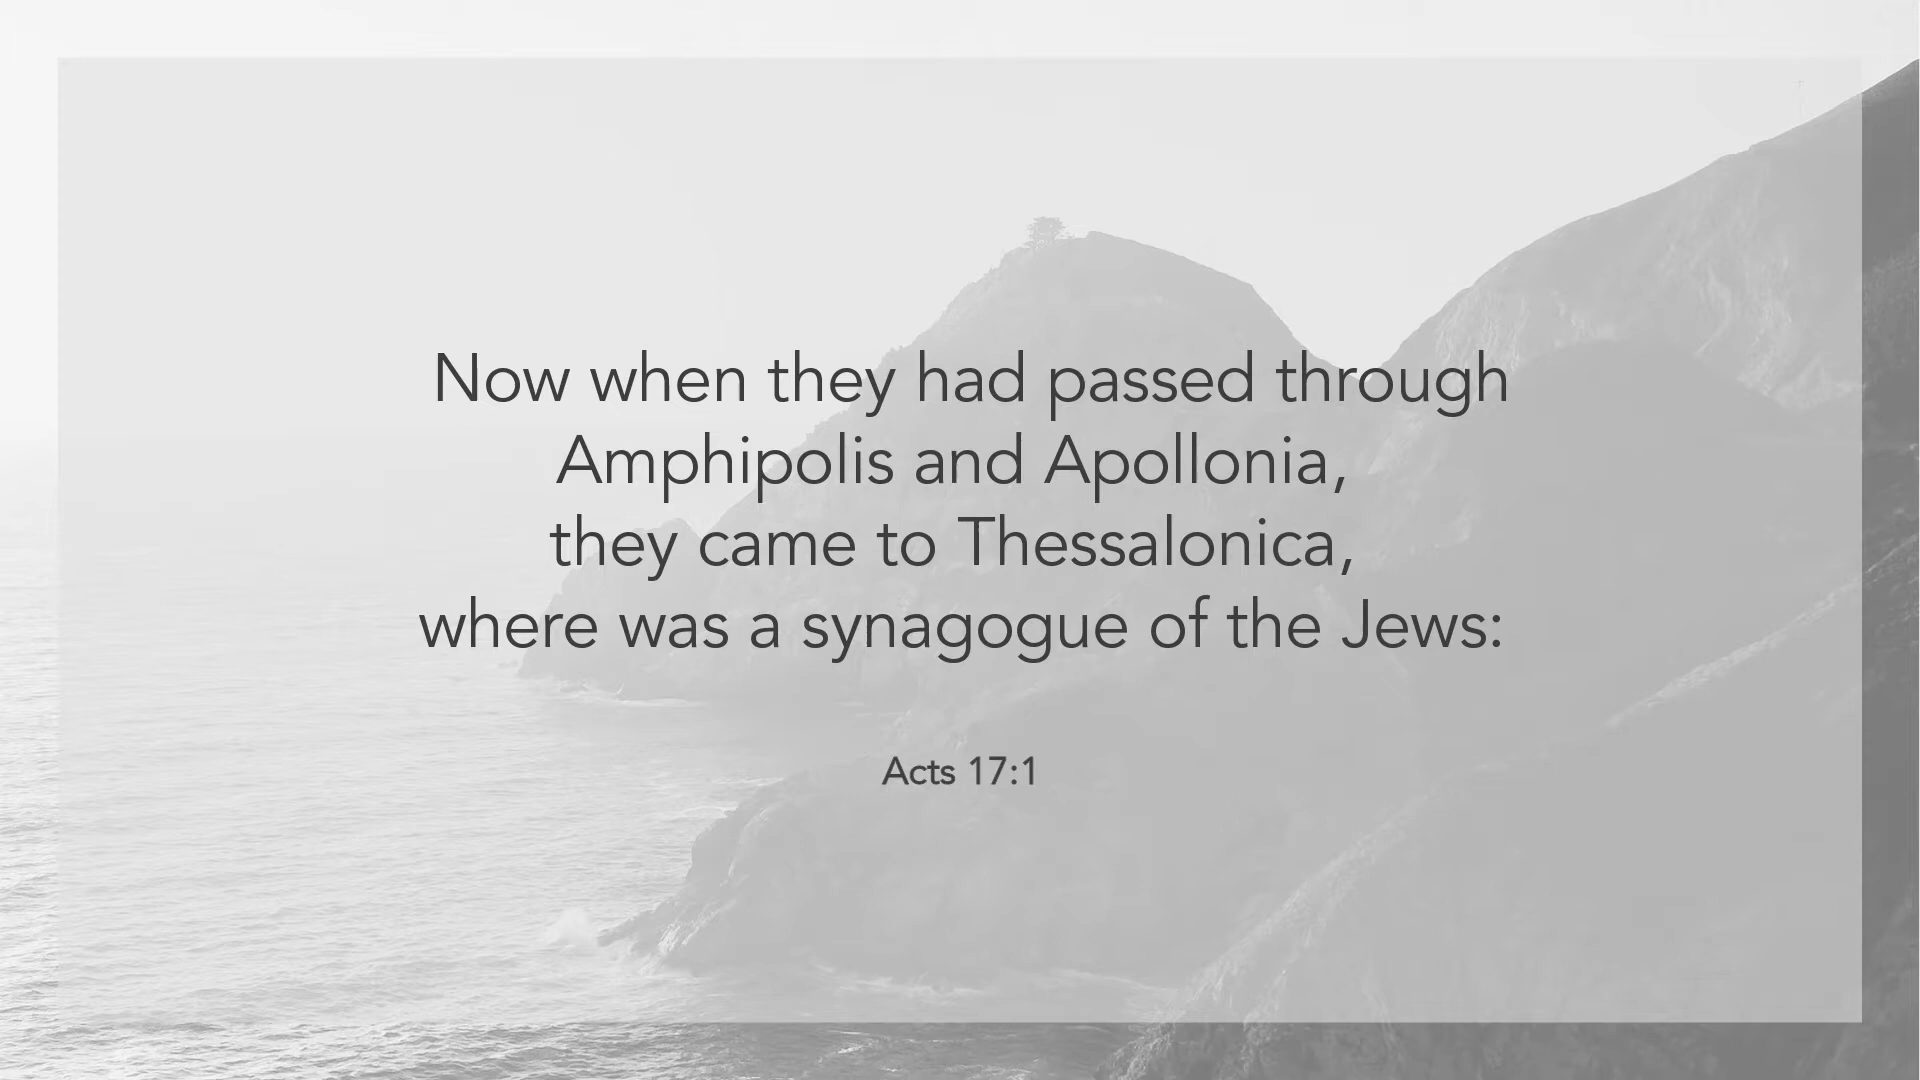 Now when they had passed through
Amphipolis and Apollonia,
they came to Thessalonica,
where was a synagogue of the Jews:
Acts 17:1